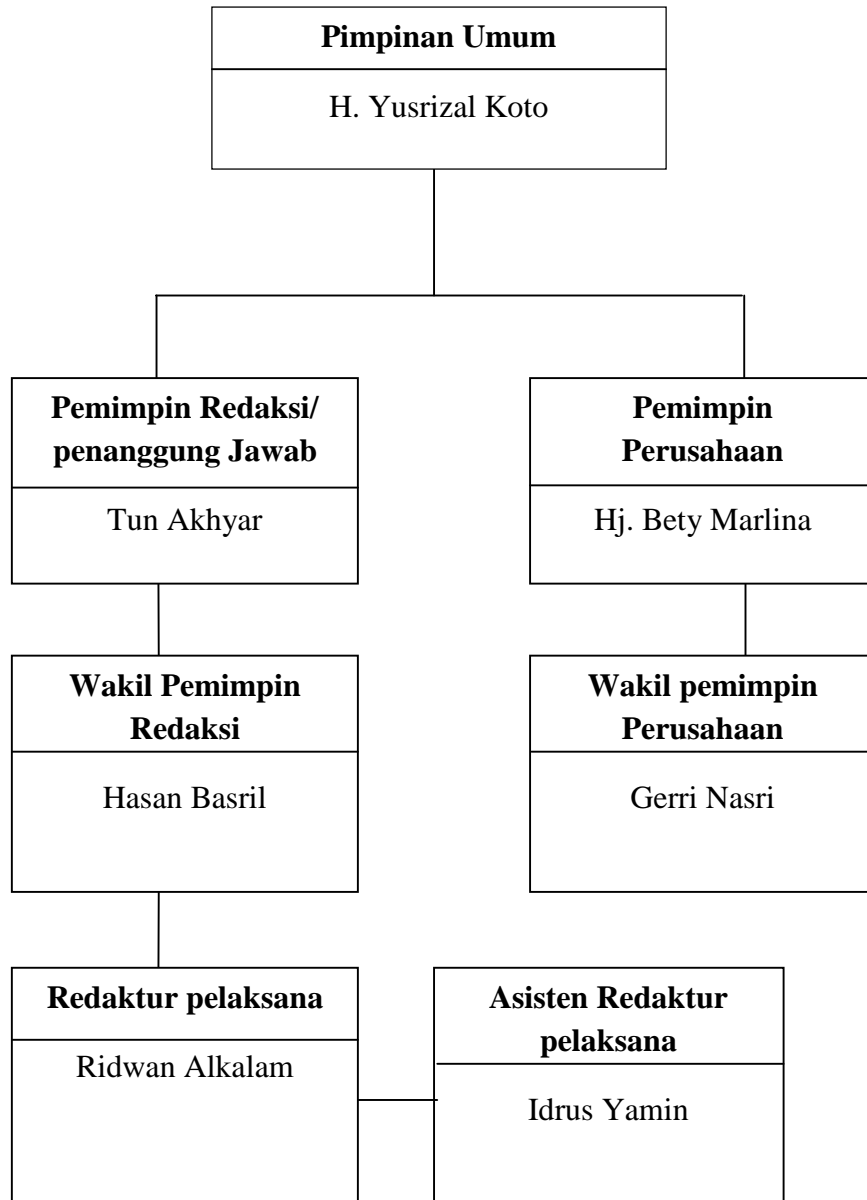 Pimpinan Umum
H. Yusrizal Koto
Pemimpin Redaksi/
penanggung Jawab
Tun Akhyar
Pemimpin
Perusahaan
Hj. Bety Marlina
Wakil Pemimpin
Redaksi
Hasan Basril
Wakil pemimpin
Perusahaan
Gerri Nasri
Redaktur pelaksana
Ridwan Alkalam
Asisten Redaktur
pelaksana
Idrus Yamin